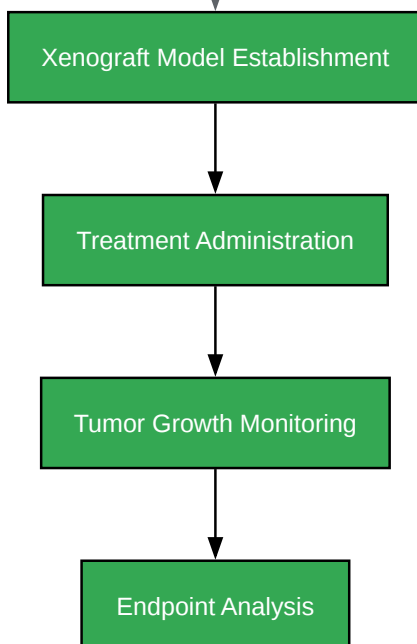 Xenograft Model Establishment
Treatment Administration
Tumor Growth Monitoring
Endpoint Analysis